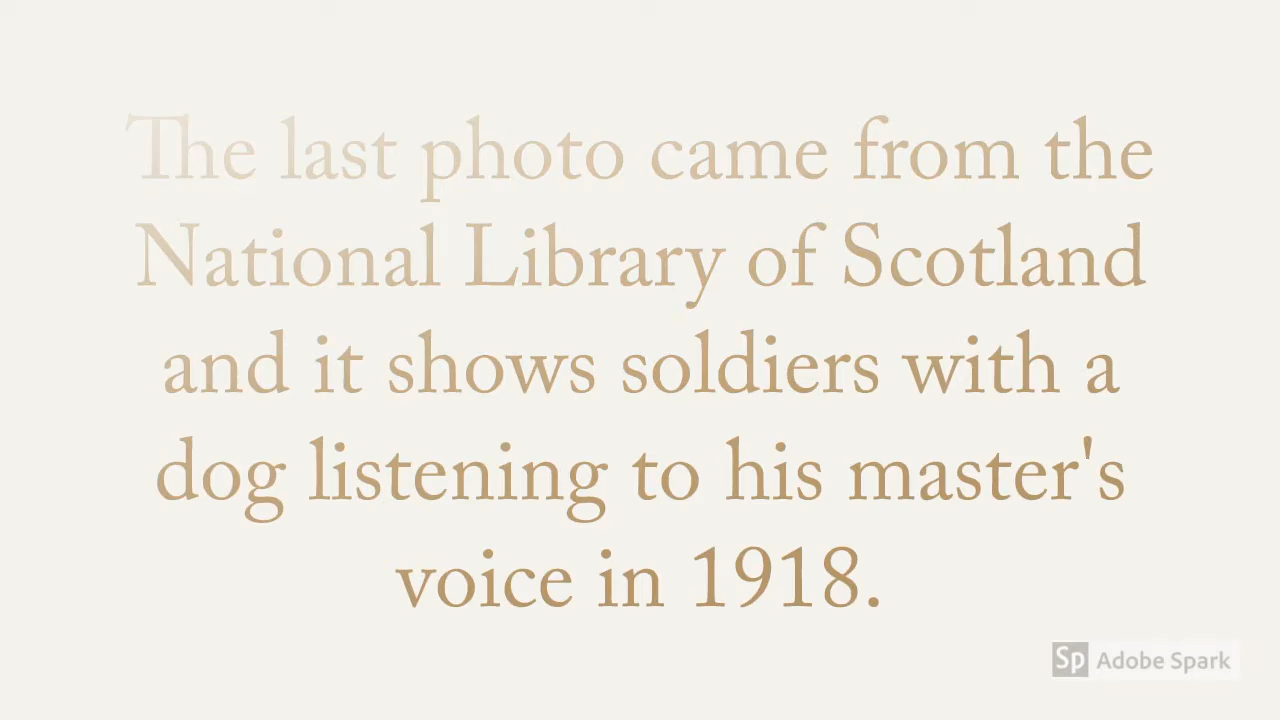 The last photo came from the
National Library of Scotland
and it shows soldiers with a
dog listening to his master's
voice in 1918.
Sp Adobe Spark